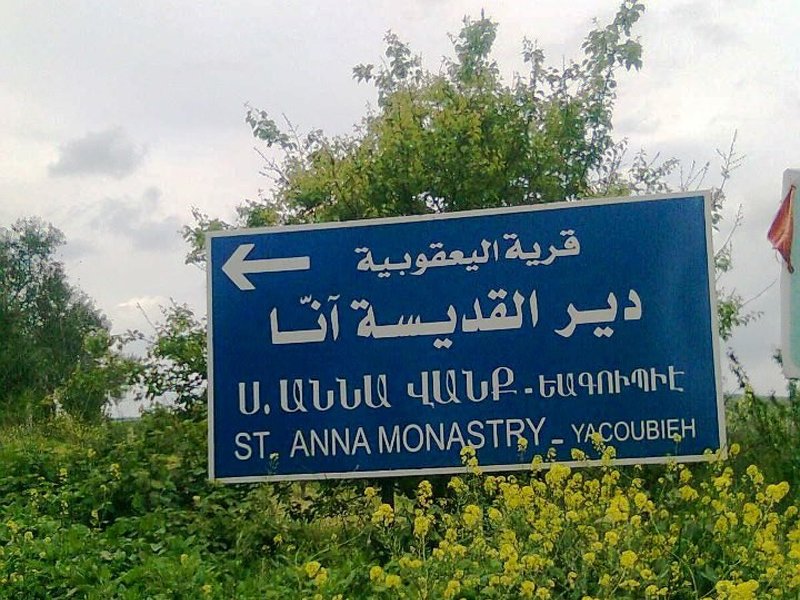 قرية اليعقوبية
دير القديسة آنّا
Ս. ԱՆՆԱ ՎԱՆՔ - ԵԱԳՈՒՊԻԷ
ST. ANNA MONASTRY - YACOUBIEH